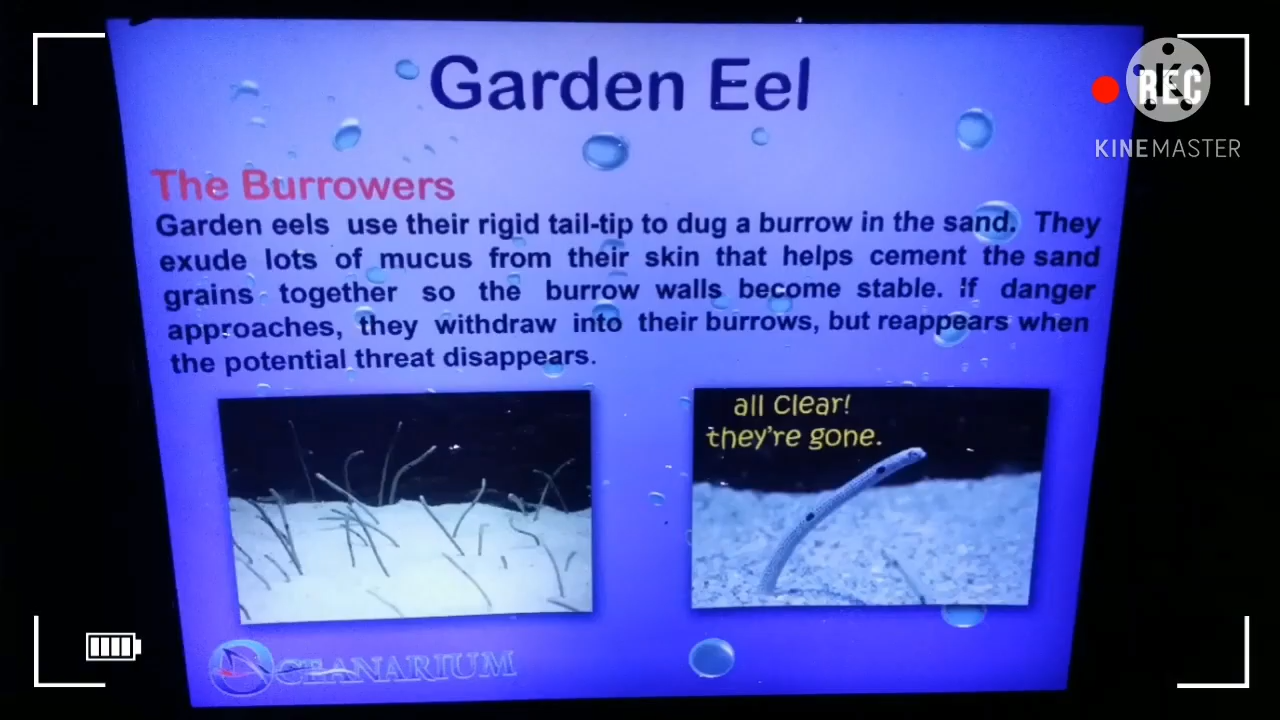 Garden Eel
REC
KINEMASTER
The Burrowers
Garden eels use their rigid tail-tip to dug a burrow in the sand. They
exude lots of mucus from their skin that helps cement the sand
grains together so the burrow walls become stable. If danger
approaches, they withdraw into their burrows, but reappears when
the potential threat disappears.
all Clear!
they're gone.
OCEANARIUM